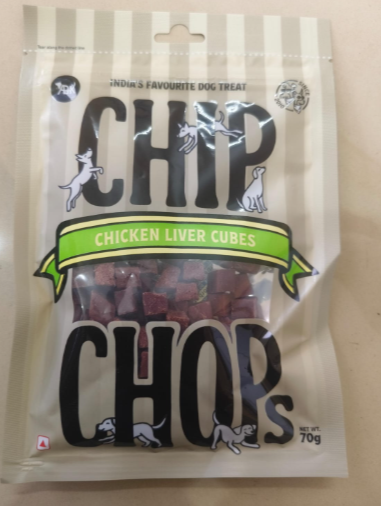 INDIA'S FAVOURITE DOG TREAT
CHIP
CHICKEN LIVER CUBES
CHOPs
NET WT.
70g